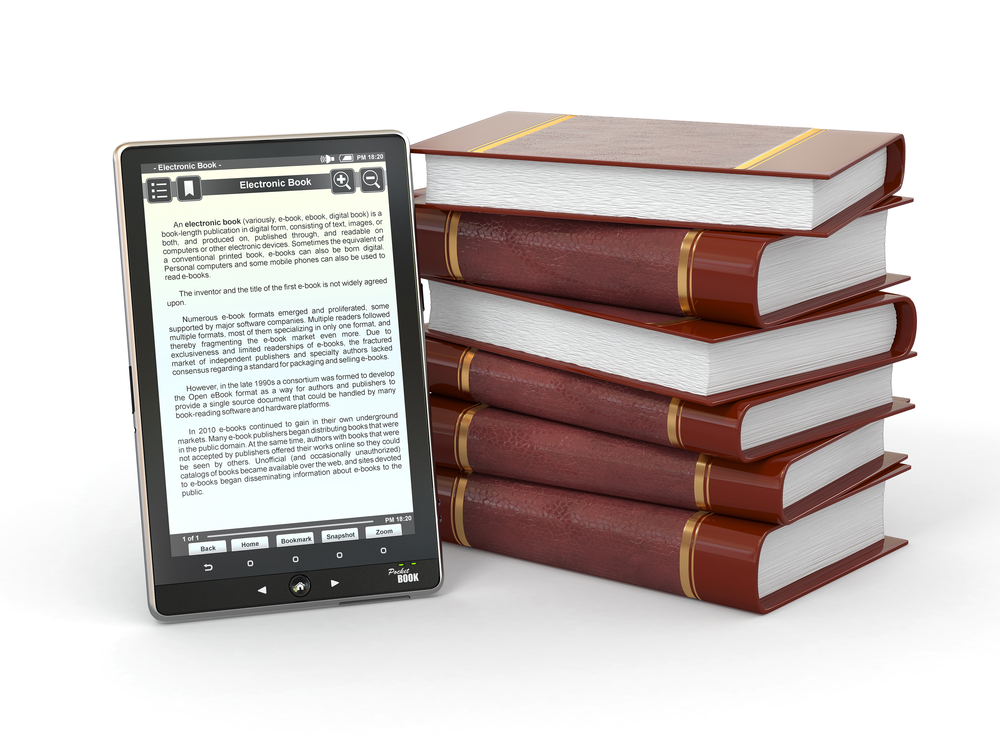 - Electronic Book -
PM 18:20
Electronic Book
An electronic book (variously, e-book, ebook, digital book) is a
book-length publication in digital form, consisting of text, images, or
both, and produced on, published through, and readable on
computers or other electronic devices. Sometimes the equivalent of
a conventional printed book, e-books can also be born digital.
Personal computers and some mobile phones can also be used to
read e-books.
The inventor and the title of the first e-book is not widely agreed
upon.
Numerous e-book formats emerged and proliferated, some
supported by major software companies. Multiple readers followed
multiple formats, most of them specializing in only one format, and
thereby fragmenting the e-book market even more. Due to
exclusiveness and limited readerships of e-books, the fractured
market of independent publishers and specialty authors lacked
consensus regarding a standard for packaging and selling e-books.
However, in the late 1990s a consortium was formed to develop
the Open eBook format as a way for authors and publishers to
provide a single source document that could be handled by many
book-reading software and hardware platforms.
In 2010 e-books continued to gain in their own underground
markets. Many e-book publishers began distributing books that were
in the public domain. At the same time, authors with books that were
not accepted by publishers offered their works online so they could
be seen by others. Unofficial (and occasionally unauthorized)
catalogs of books became available over the web, and sites devoted
to e-books began disseminating information about e-books to the
public.
PM 18:20
1 of 1
Back Home Bookmark Snapshot Zoom
Pocket
BOOK